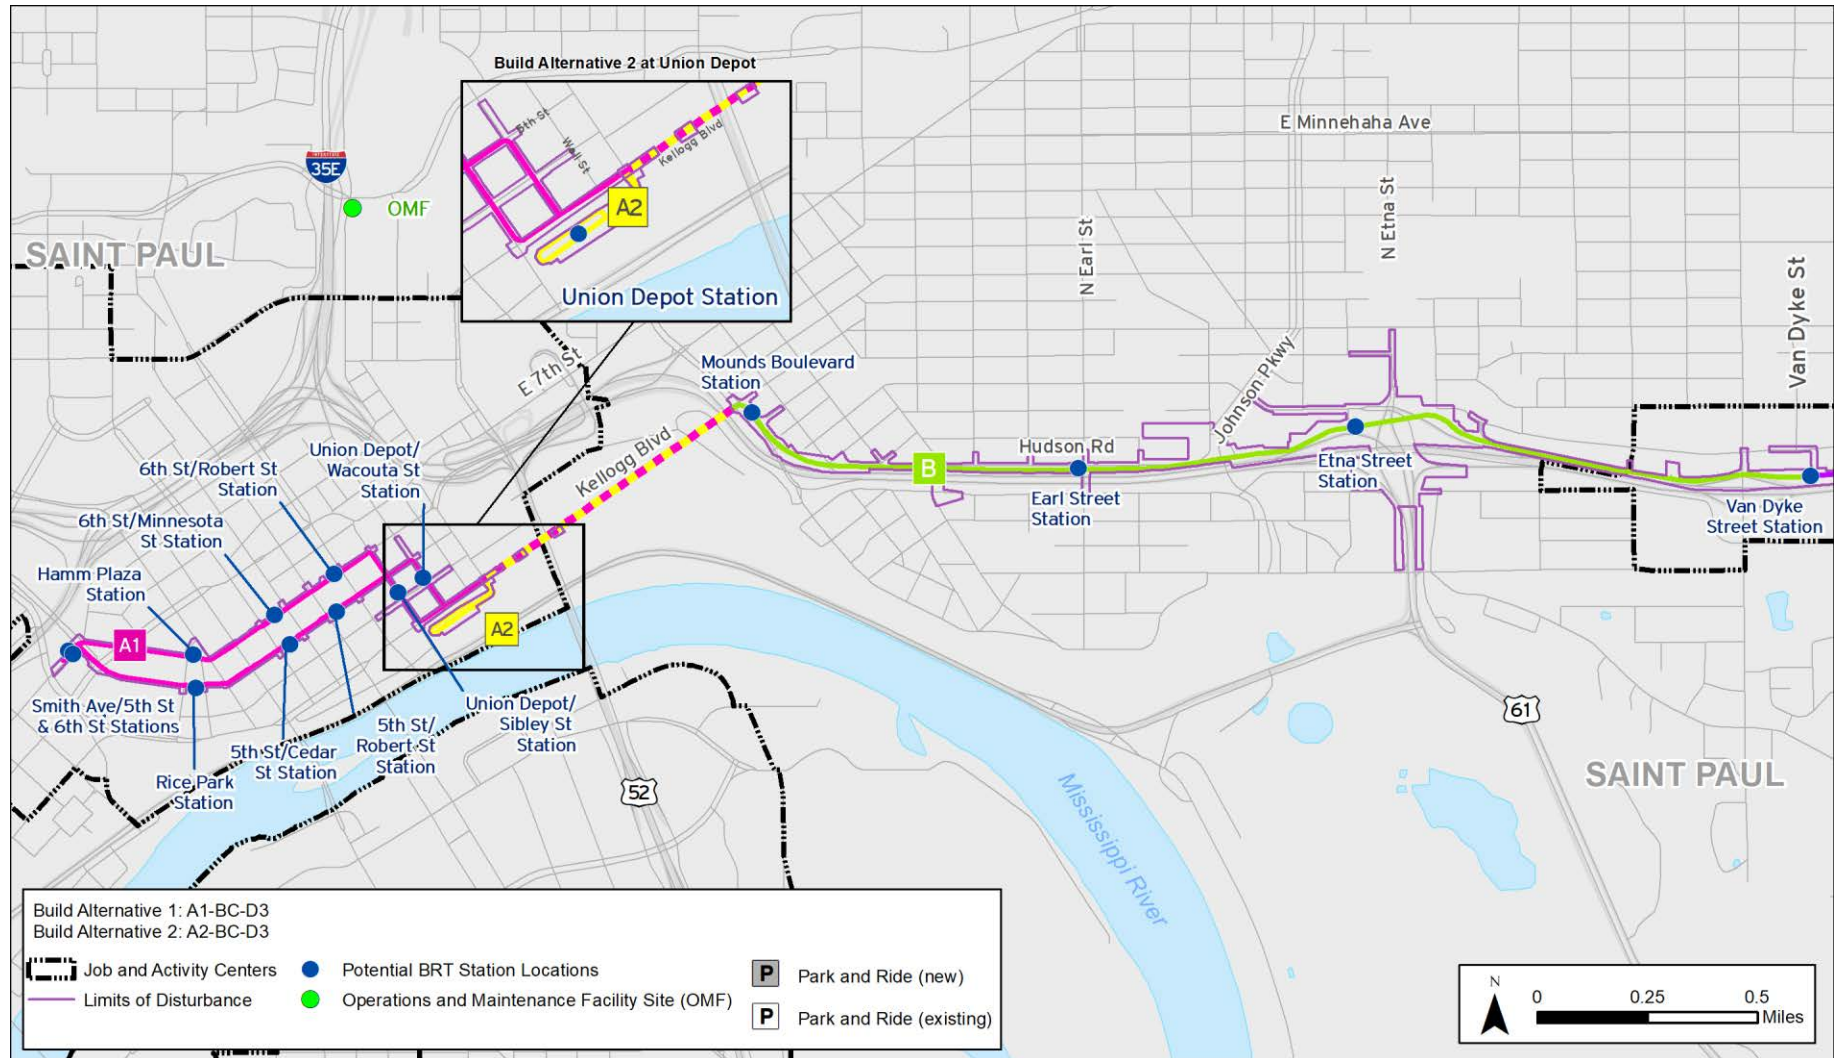 Build Alternative 2 at Union Depot
5th St
Wall St
Kellogg Blvd
A2
Union Depot Station
INTERSTATE
35E
OMF
SAINT PAUL
E Minnehaha Ave
N Earl St
N Etna St
Van Dyke St
Johnson Pkwy
E 7th St
Mounds Boulevard
Station
Kellogg Blvd
Hudson Rd
B
Earl Street
Station
Etna Street
Station
Van Dyke
Street Station
Union Depot/
Wacouta St
Station
6th St/Robert St
Station
6th St/Minnesota
St Station
Hamm Plaza
Station
A1
A2
Smith Ave/5th St
& 6th St Stations
Rice Park
Station
5th St/Cedar
St Station
5th St/
Robert St
Station
Union Depot/
Sibley St
Station
52
61
SAINT PAUL
Mississippi River
Build Alternative 1: A1-BC-D3
Build Alternative 2: A2-BC-D3
Job and Activity Centers
Limits of Disturbance
Potential BRT Station Locations
Operations and Maintenance Facility Site (OMF)
P Park and Ride (new)
P Park and Ride (existing)
N
0 0.25 0.5
Miles